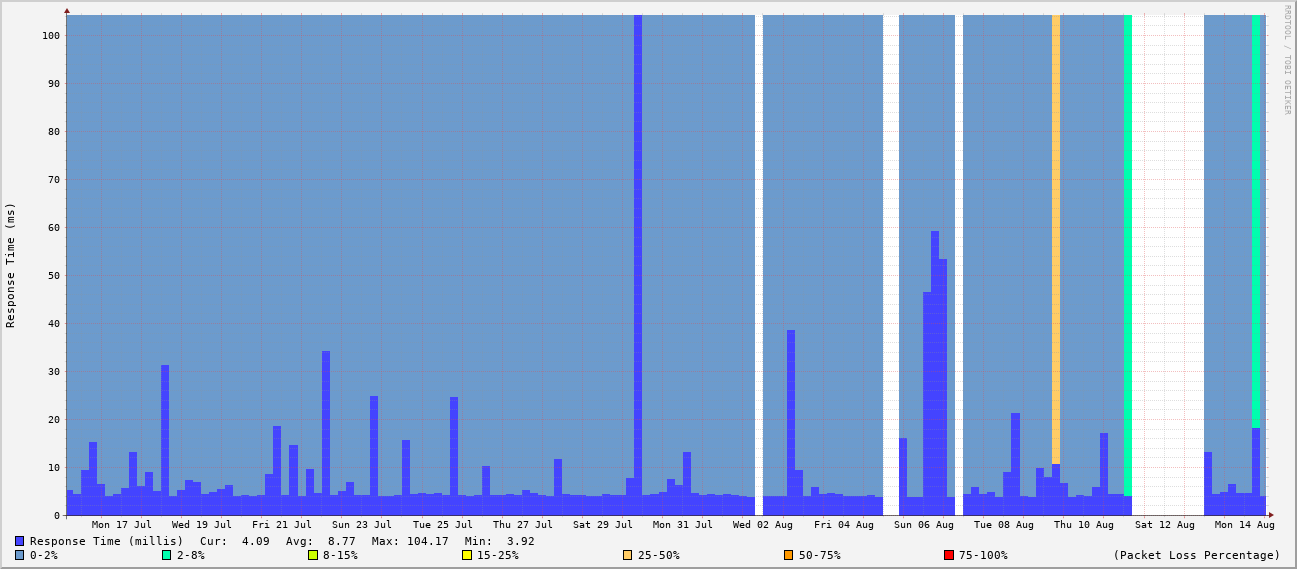 RRDTOOL / TOBI OETIKER
Response Time (ms)
100
90
80
70
60
50
40
30
20
10
0
Mon 17 Jul Wed 19 Jul Fri 21 Jul Sun 23 Jul Tue 25 Jul Thu 27 Jul Sat 29 Jul Mon 31 Jul Wed 02 Aug Fri 04 Aug Sun 06 Aug Tue 08 Aug Thu 10 Aug Sat 12 Aug Mon 14 Aug
Response Time (millis) Cur: 4.09 Avg: 8.77 Max: 104.17 Min: 3.92
0-2% 2-8% 8-15% 15-25% 25-50% 50-75% 75-100% (Packet Loss Percentage)